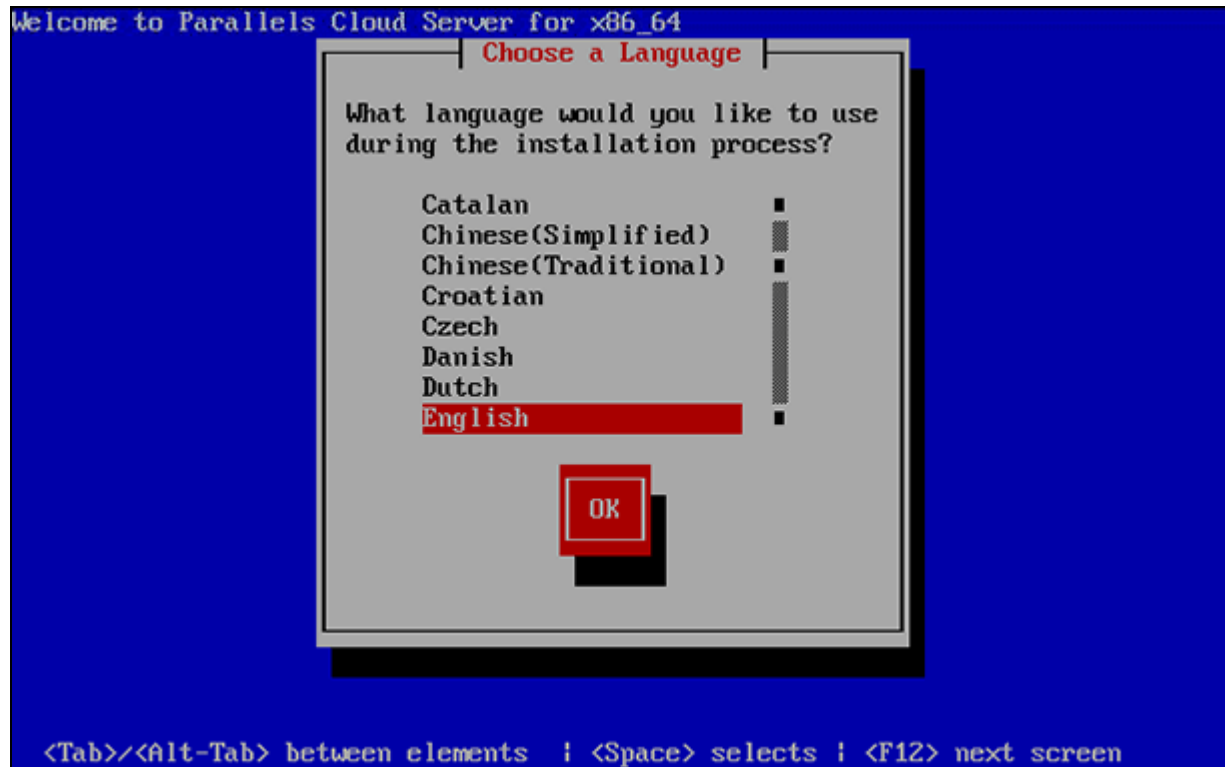 Welcome to Parallels Cloud Server for x86_64
Choose a Language
What language would you like to use
during the installation process?
Catalan
Chinese(Simplified)
Chinese(Traditional)
Croatian
Czech
Danish
Dutch
English
OK
<Tab>/<Alt-Tab> between elements | <Space> selects | <F12> next screen